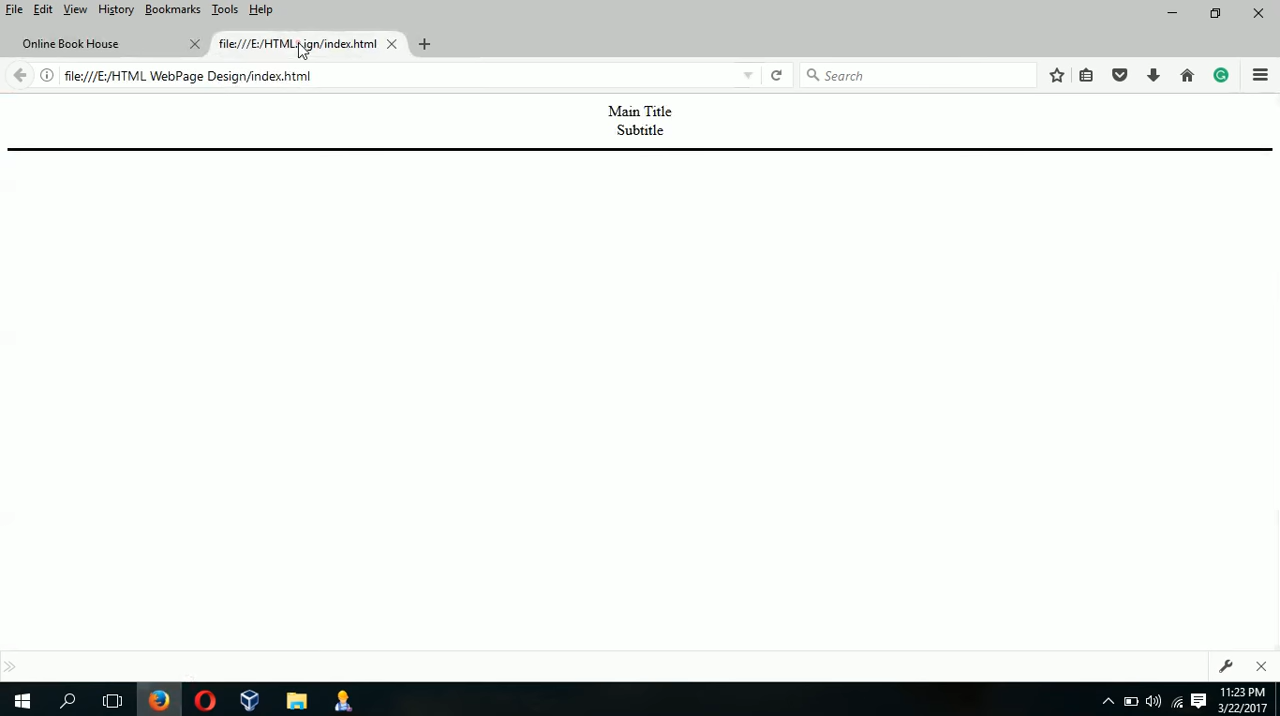 File Edit View History Bookmarks Tools Help
Online Book House
file:///E:/HTML ign/index.html
file:///E:/HTML WebPage Design/index.html
Search
Main Title
Subtitle
11:23 PM
3/22/2017